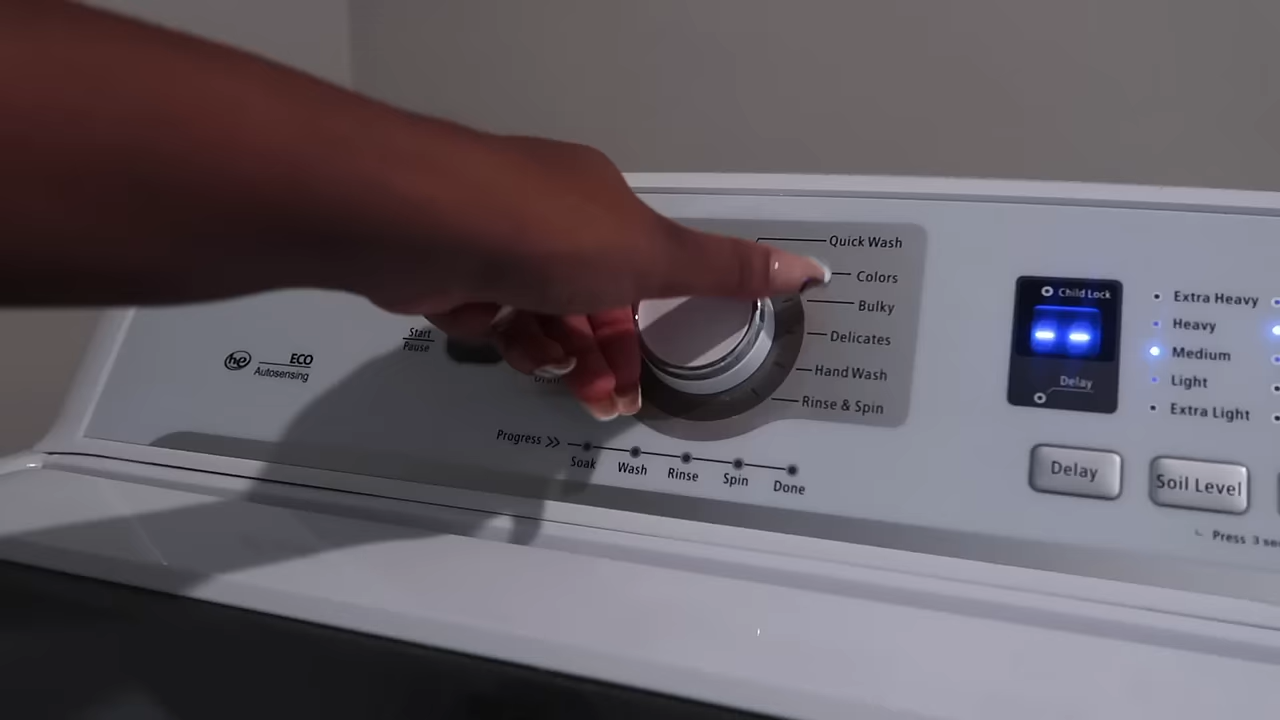 Quick Wash
Colors
Bulky
Delicates
Hand Wash
Rinse & Spin
Start
Pause
he
ECO
Autosensing
Progress >>
Soak
Wash
Rinse
Spin
Done
Child Lock
--
Delay
Extra Heavy
Heavy
Medium
Light
Extra Light
Delay
Soil Level
Press 3